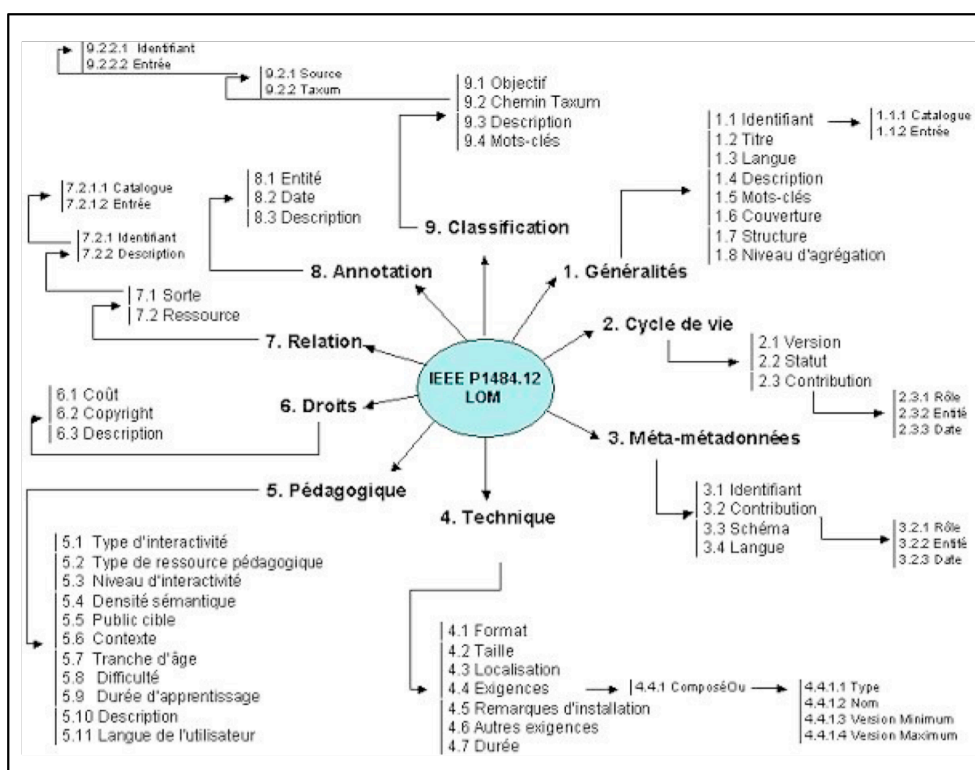 9.2.2.1 Identifiant
9.2.2.2 Entrée
9.2.1 Source
9.2.2 Taxum
9.1 Objectif
9.2 Chemin Taxum
9.3 Description
9.4 Mots-clés
9. Classification
8.1 Entité
8.2 Date
8.3 Description
8. Annotation
7.2.1.1 Catalogue
7.2.1.2 Entrée
7.2.1 Identifiant
7.2.2 Description
7.1 Sorte
7.2 Ressource
7. Relation
1.1 Identifiant
1.2 Titre
1.3 Langue
1.4 Description
1.5 Mots-clés
1.6 Couverture
1.7 Structure
1.8 Niveau d'agrégation
1.1.1 Catalogue
1.1.2 Entrée
1. Généralités
2. Cycle de vie
2.1 Version
2.2 Statut
2.3 Contribution
2.3.1 Rôle
2.3.2 Entité
2.3.3 Date
IEEE P1484.12
LOM
6.1 Coût
6.2 Copyright
6.3 Description
6. Droits
3. Méta-métadonnées
3.1 Identifiant
3.2 Contribution
3.3 Schéma
3.4 Langue
3.2.1 Rôle
3.2.2 Entité
3.2.3 Date
5. Pédagogique
5.1 Type d'interactivité
5.2 Type de ressource pédagogique
5.3 Niveau d'interactivité
5.4 Densité sémantique
5.5 Public cible
5.6 Contexte
5.7 Tranche d'âge
5.8 Difficulté
5.9 Durée d'apprentissage
5.10 Description
5.11 Langue de l'utilisateur
4. Technique
4.1 Format
4.2 Taille
4.3 Localisation
4.4 Exigences
4.5 Remarques d'installation
4.6 Autres exigences
4.7 Durée
4.4.1 ComposéOu
4.4.1.1 Type
4.4.1.2 Nom
4.4.1.3 Version Minimum
4.4.1.4 Version Maximum